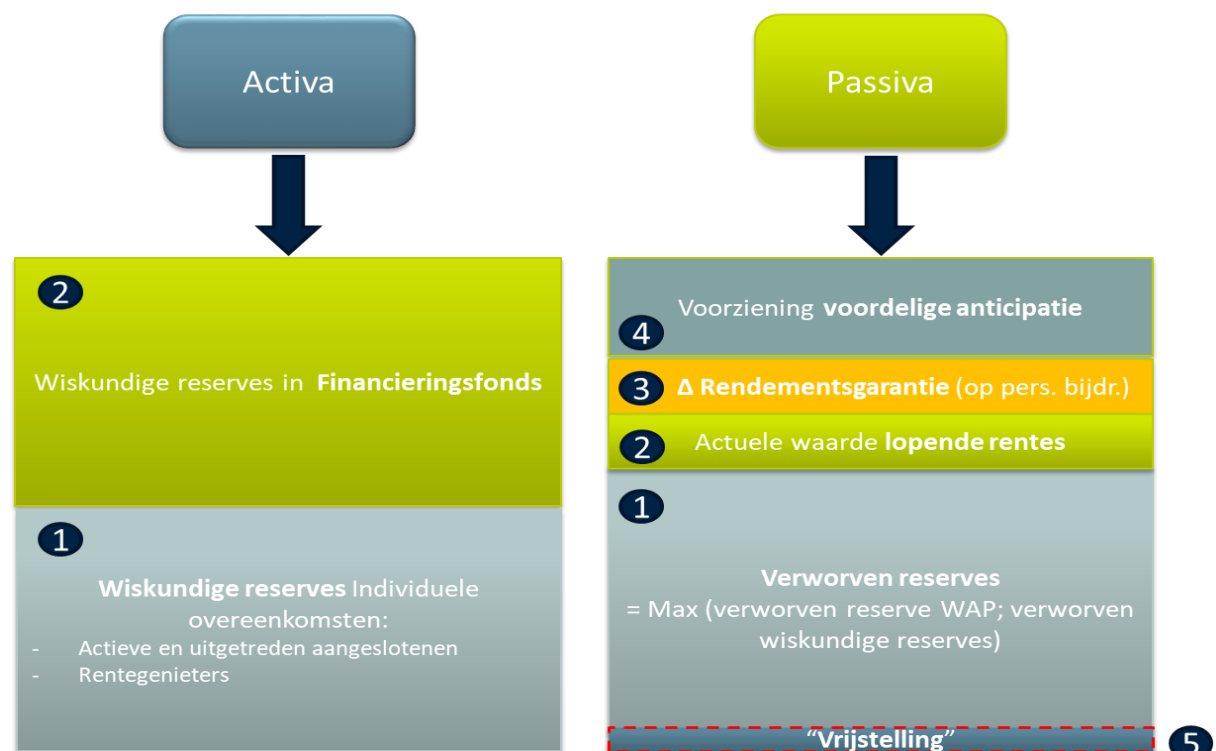 Activa
Passiva
2
Wiskundige reserves in Financieringsfonds
1
Wiskundige reserves Individuele
overeenkomsten:
- Actieve en uitgetreden aangeslotenen
- Rentegenieters
Voorziening voordelige anticipatie
4
3 Δ Rendementsgarantie (op pers. bijdr.)
2 Actuele waarde lopende rentes
1
Verworven reserves
= Max (verworven reserve WAP; verworven
wiskundige reserves)
“Vrijstelling” 5